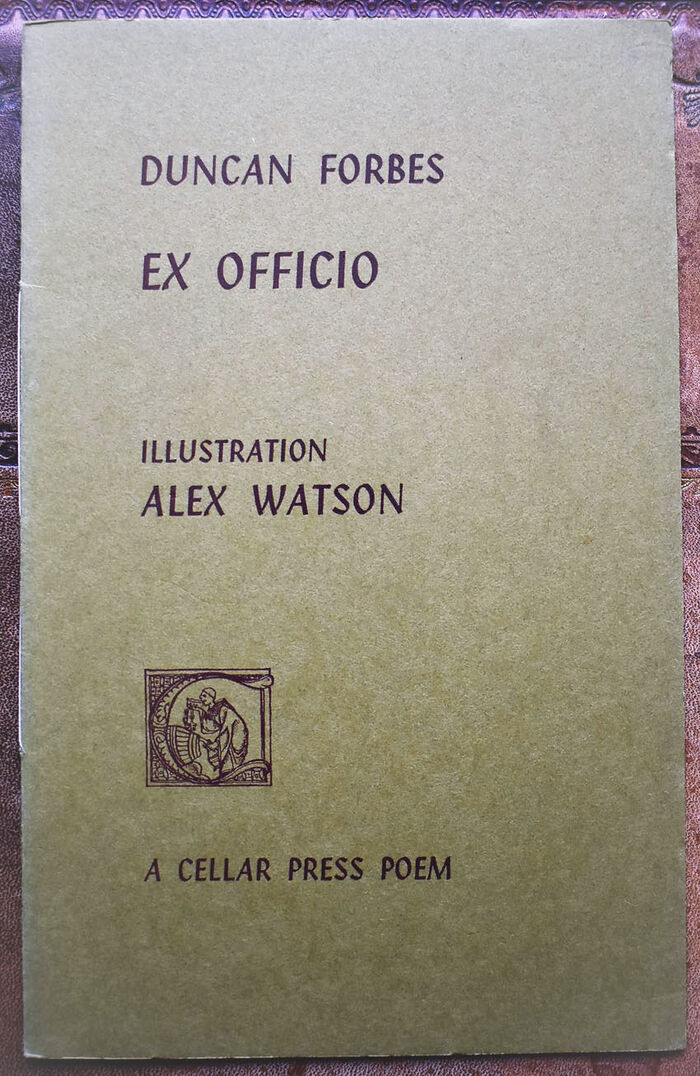 DUNCAN FORBES
EX OFFICIO
ILLUSTRATION
ALEX WATSON
A CELLAR PRESS POEM